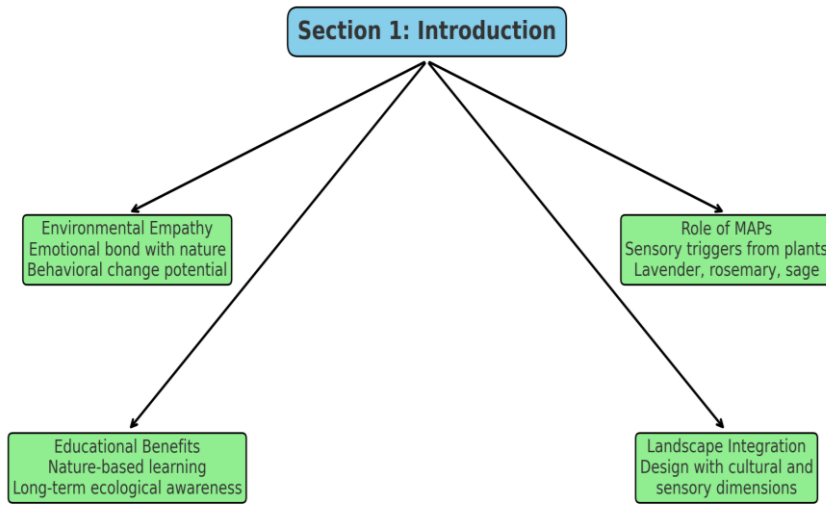 Section 1: Introduction
Environmental Empathy
Emotional bond with nature
Behavioral change potential
Role of MAPs
Sensory triggers from plants
Lavender, rosemary, sage
Educational Benefits
Nature-based learning
Long-term ecological awareness
Landscape Integration
Design with cultural and
sensory dimensions